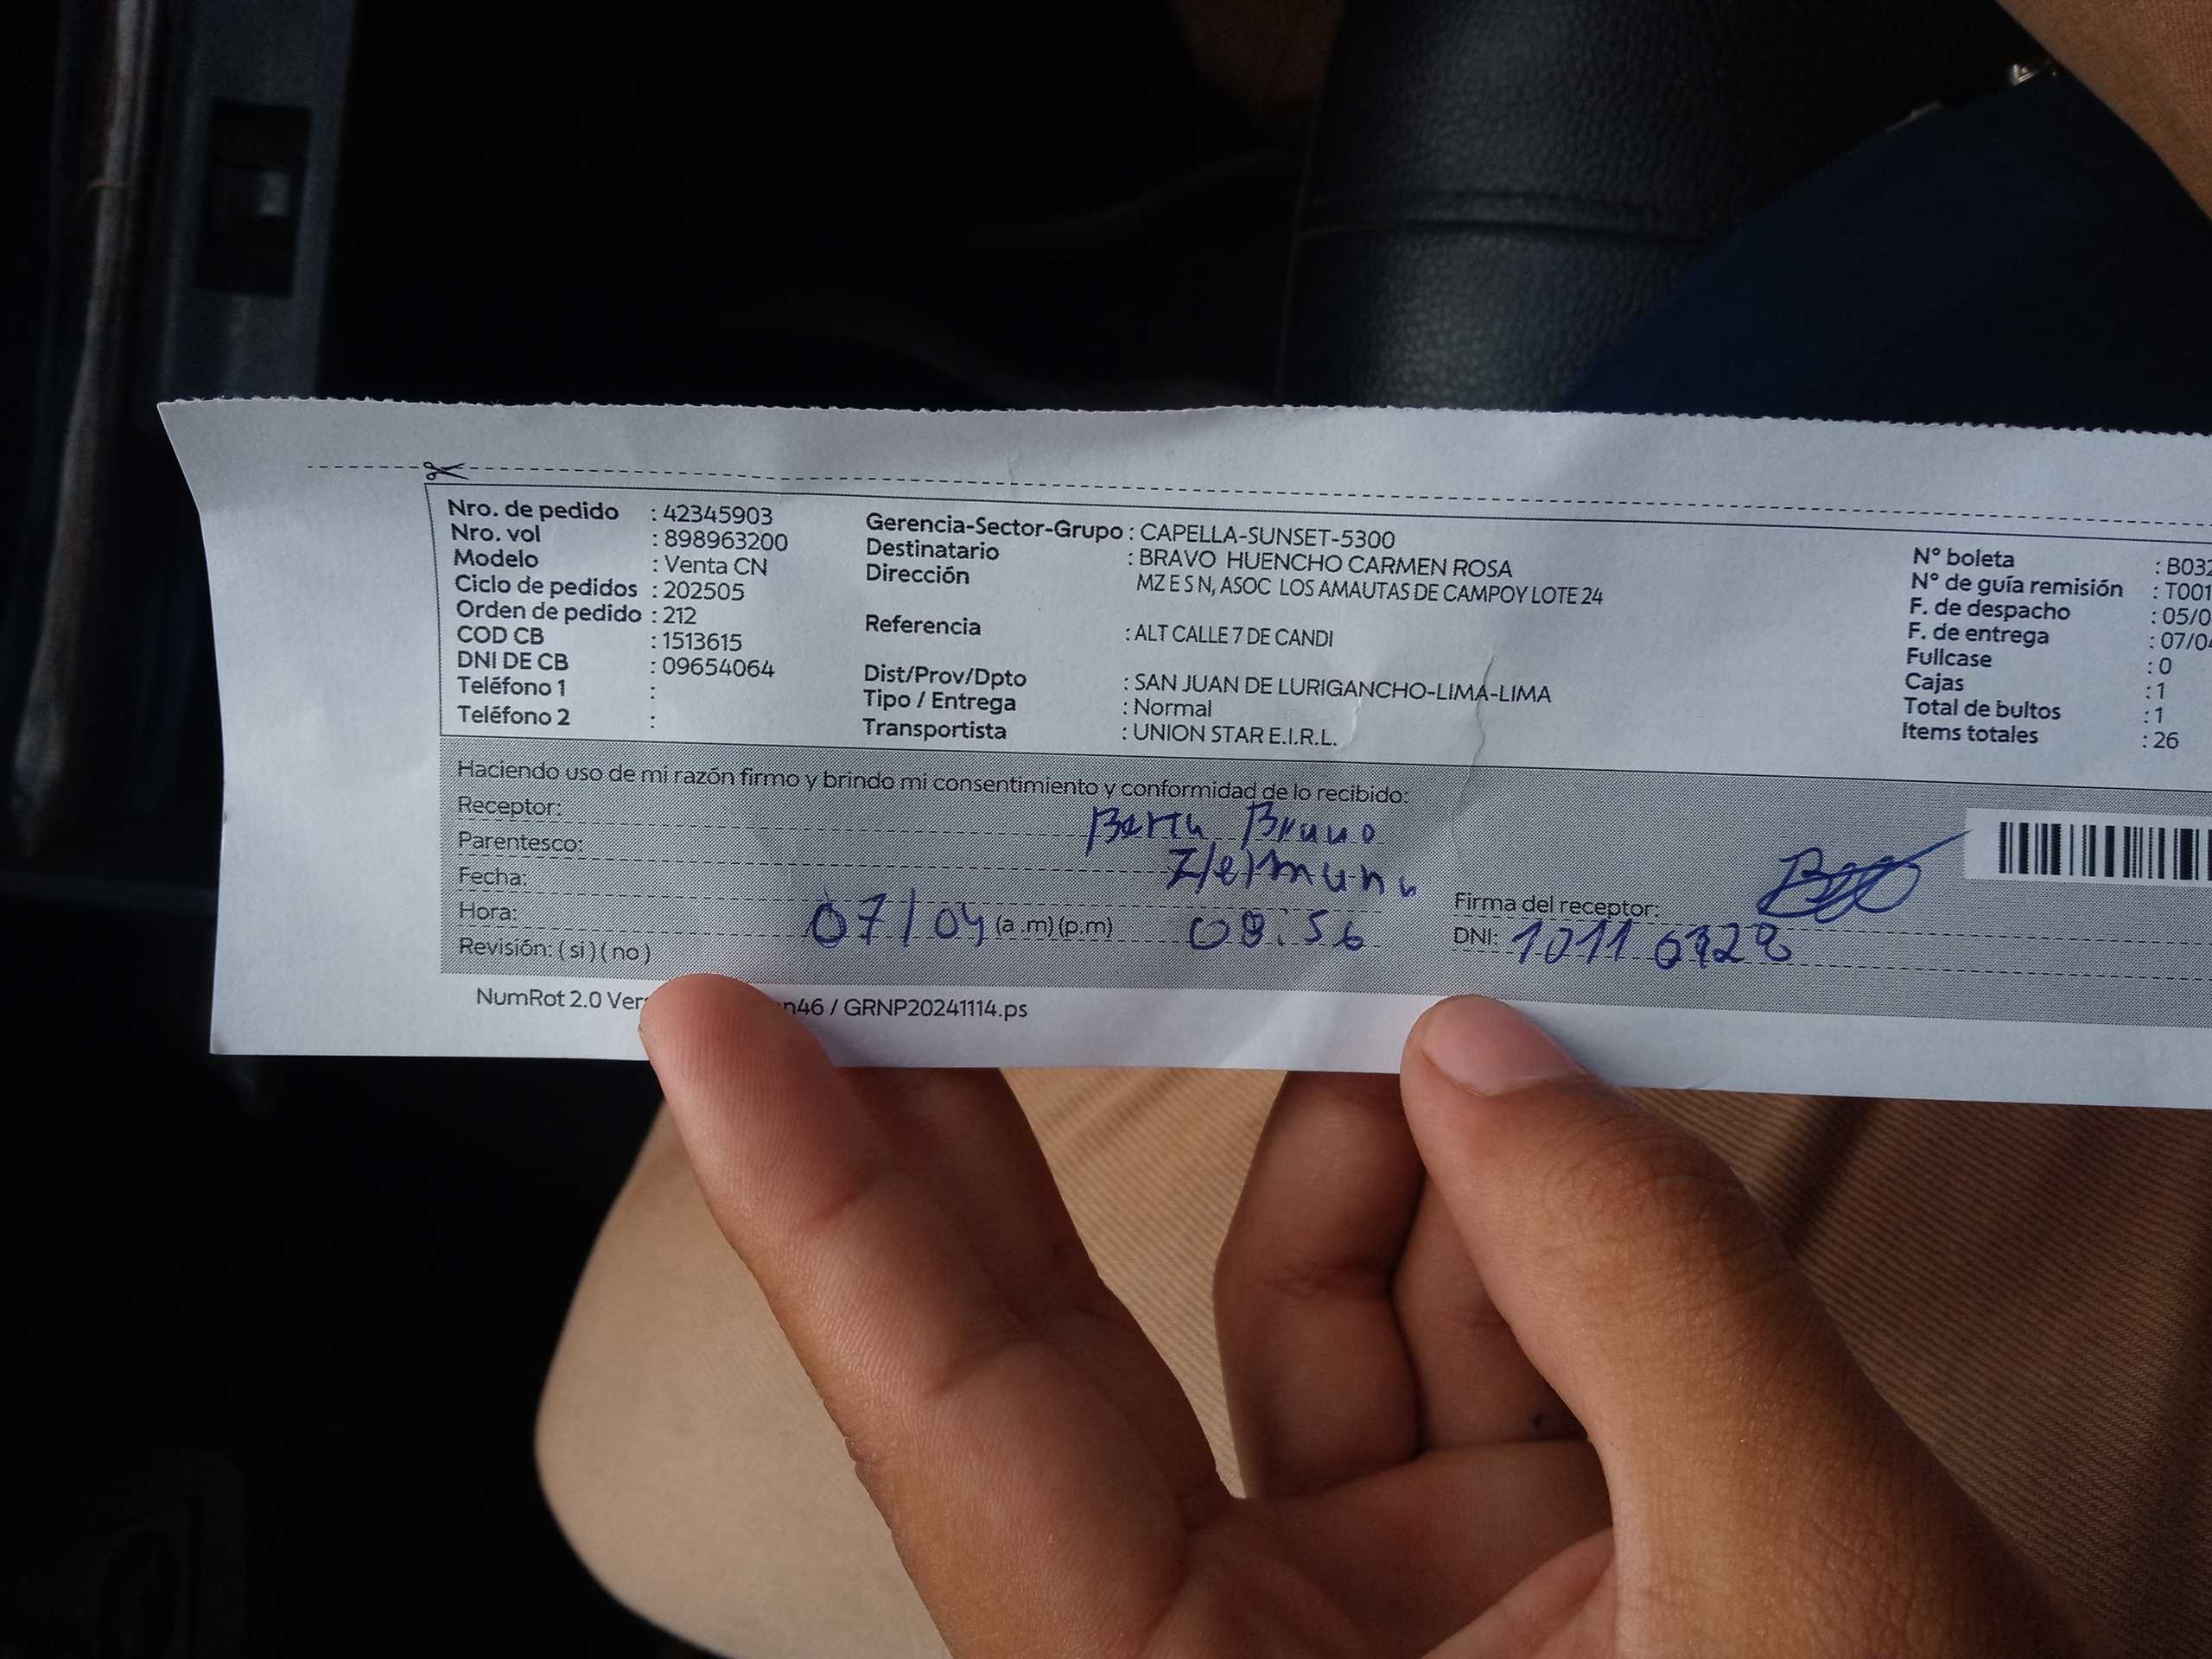 Nro. de pedido : 42345903
Nro. vol : 898963200
Modelo : Venta CN
Ciclo de pedidos : 202505
Orden de pedido : 212
COD CB : 1513615
DNI DE CB : 09654064
Teléfono 1 :
Teléfono 2 :
Gerencia-Sector-Grupo : CAPELLA-SUNSET-5300
Destinatario : BRAVO HUENCHO CARMEN ROSA
Dirección MZ E S N, ASOC LOS AMAUTAS DE CAMPOY LOTE 24
Referencia : ALT CALLE 7 DE CANDI
Dist/Prov/Dpto : SAN JUAN DE LURIGANCHO-LIMA-LIMA
Tipo / Entrega : Normal
Transportista : UNION STAR E.I.R.L.
N° boleta : B032
N° de guía remisión : T001
F. de despacho : 05/0
F. de entrega : 07/04
Fullcase : 0
Cajas : 1
Total de bultos : 1
Items totales : 26
Haciendo uso de mi razón firmo y brindo mi consentimiento y conformidad de lo recibido:
Receptor: Bravo
Parentesco:
Fecha:
Hora: 07/04 (a .m) (p.m) 08:56
Revisión: ( si ) ( no )
Firma del receptor:
DNI:
NumRot 2.0 Ver n46 / GRNP20241114.ps